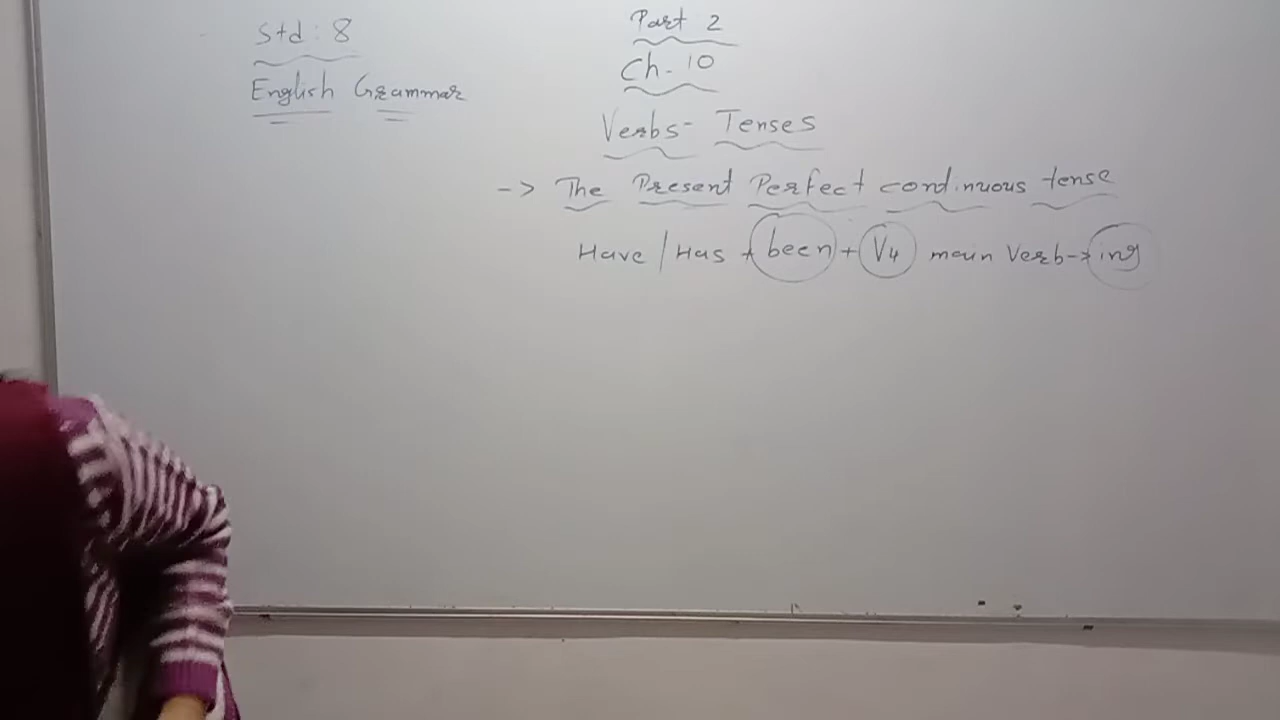 Std : 8
English Grammar
Part 2
Ch. 10
Verbs - Tenses
-> The Present Perfect continuous tense
Have / Has + been + V4 main Verb -> ing